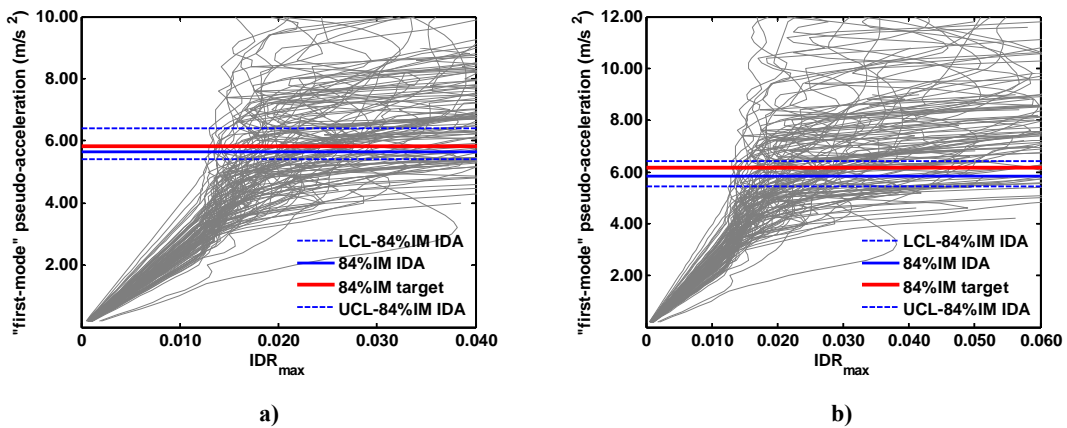 10.00
8.00
6.00
4.00
2.00
"first-mode" pseudo-acceleration (m/s 2)
LCL-84%IM IDA
84%IM IDA
84%IM target
UCL-84%IM IDA
0 0.010 0.020 0.030 0.040
IDRmax
a)
12.00
10.00
8.00
6.00
4.00
2.00
"first-mode" pseudo-acceleration (m/s 2)
LCL-84%IM IDA
84%IM IDA
84%IM target
UCL-84%IM IDA
0 0.010 0.020 0.030 0.040 0.050 0.060
IDRmax
b)